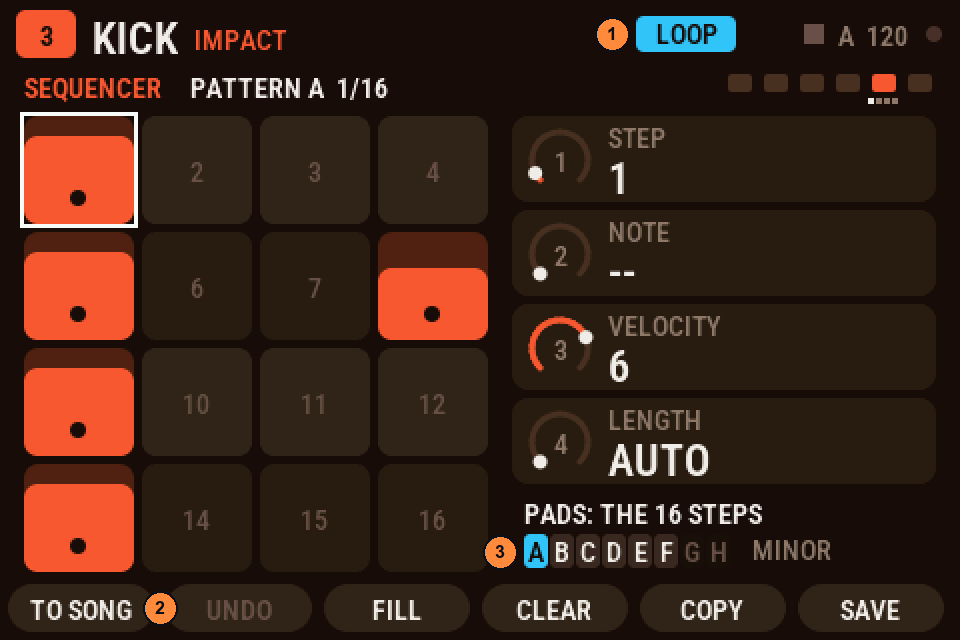 3 KICK IMPACT 1 LOOP A 120
SEQUENCER PATTERN A 1/16
2 3 4
6 7
10 11 12
14 15 16
1 STEP
1
2 NOTE
--
3 VELOCITY
6
4 LENGTH
AUTO
PADS: THE 16 STEPS
3 A B C D E F G H MINOR
TO SONG 2 UNDO FILL CLEAR COPY SAVE